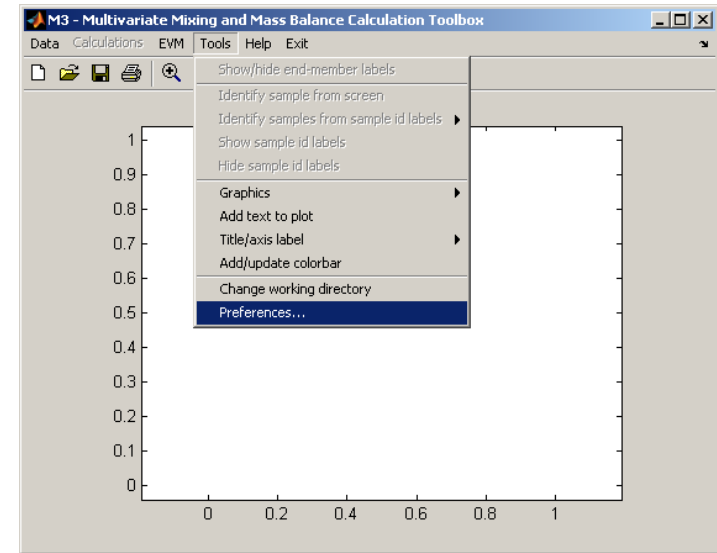 M3 - Multivariate Mixing and Mass Balance Calculation Toolbox
Data Calculations EVM Tools Help Exit
Show/hide end-member labels
Identify sample from screen
Identify samples from sample id labels
Show sample id labels
Hide sample id labels
Graphics
Add text to plot
Title/axis label
Add/update colorbar
Change working directory
Preferences...
1
0.9
0.8
0.7
0.6
0.5
0.4
0.3
0.2
0.1
0
0 0.2 0.4 0.6 0.8 1